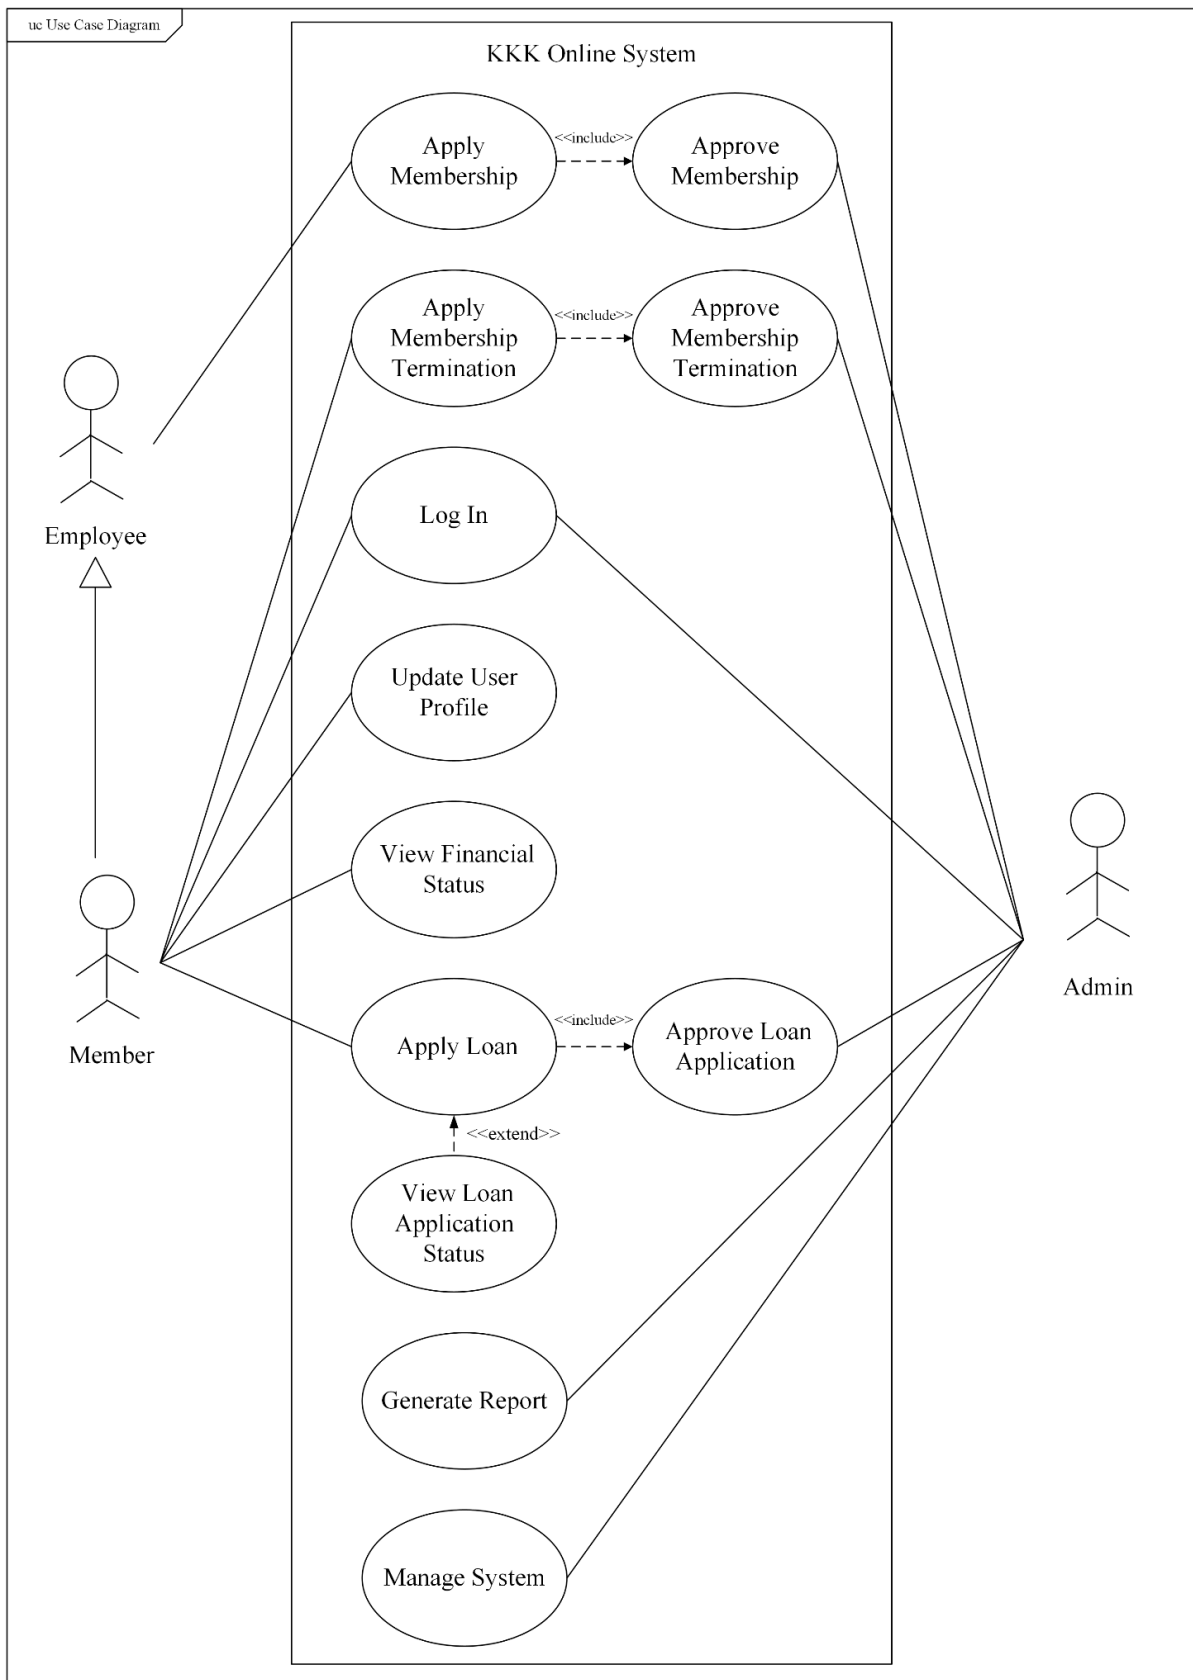 uc Use Case Diagram
KKK Online System
Apply
Membership
<<include>>
Approve
Membership
Apply
Membership
Termination
<<include>>
Approve
Membership
Termination
Employee
Log In
Update User
Profile
View Financial
Status
Member
Admin
Apply Loan
<<include>>
Approve Loan
Application
<<extend>>
View Loan
Application
Status
Generate Report
Manage System